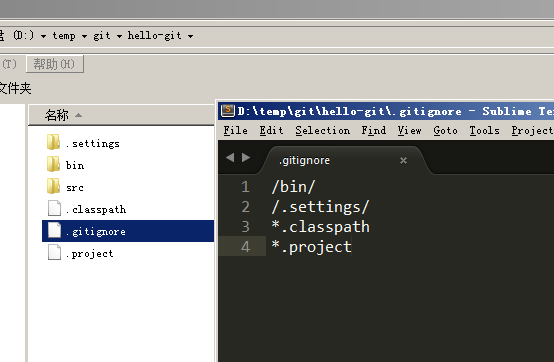 盘 (D:) ▾ temp ▾ git ▾ hello-git ▾
(T) 帮助(H)
文件夹
名称
.settings
bin
src
.classpath
.gitignore
.project
D:\temp\git\hello-git\.gitignore - Sublime Te
File Edit Selection Find View Goto Tools Project
.gitignore ×
1 /bin/
2 /.settings/
3 *.classpath
4 *.project